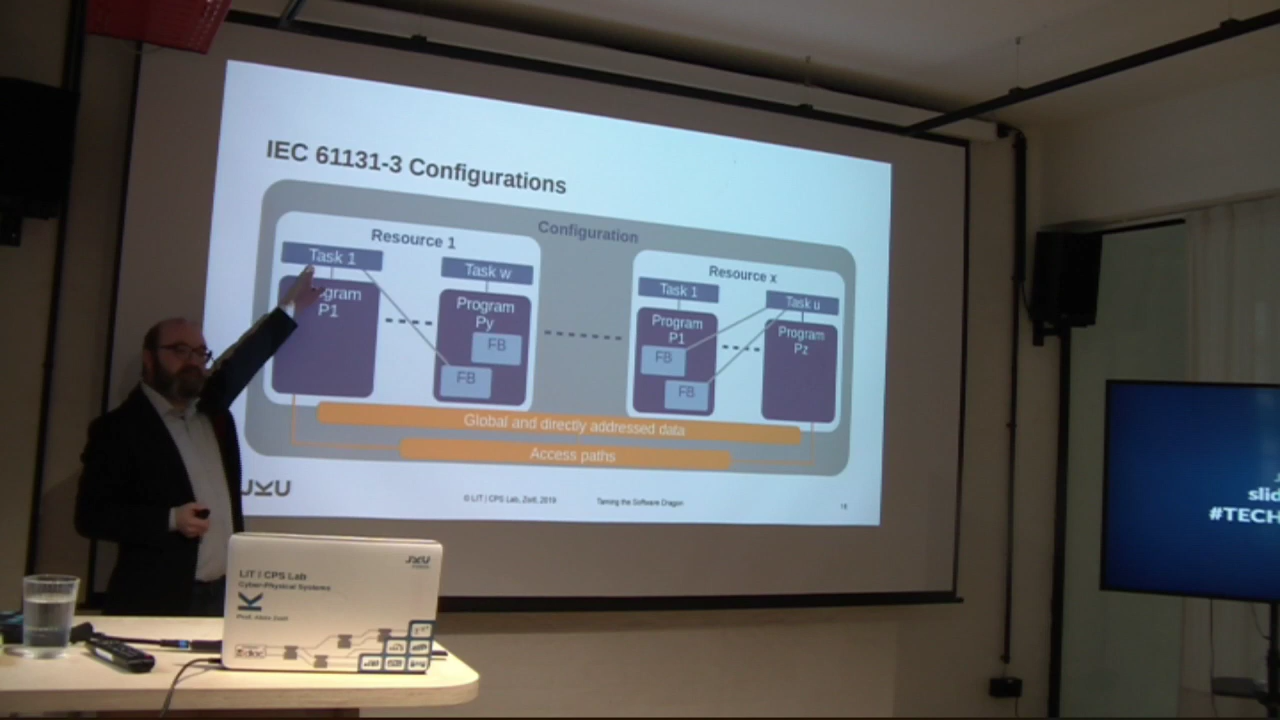 IEC 61131-3 Configurations
Configuration
Resource 1
Task 1
gram
P1
Task w
Program
Py
FB
FB
Resource x
Task 1
Program
P1
FB
FB
Task u
Program
Pz
Global and directly addressed data
Access paths
JKU
© LIT | CPS Lab, Zoitl, 2019
Taming the Software Dragon
LIT / CPS Lab
Cyber-Physical Systems
JKU
slid
#TECH